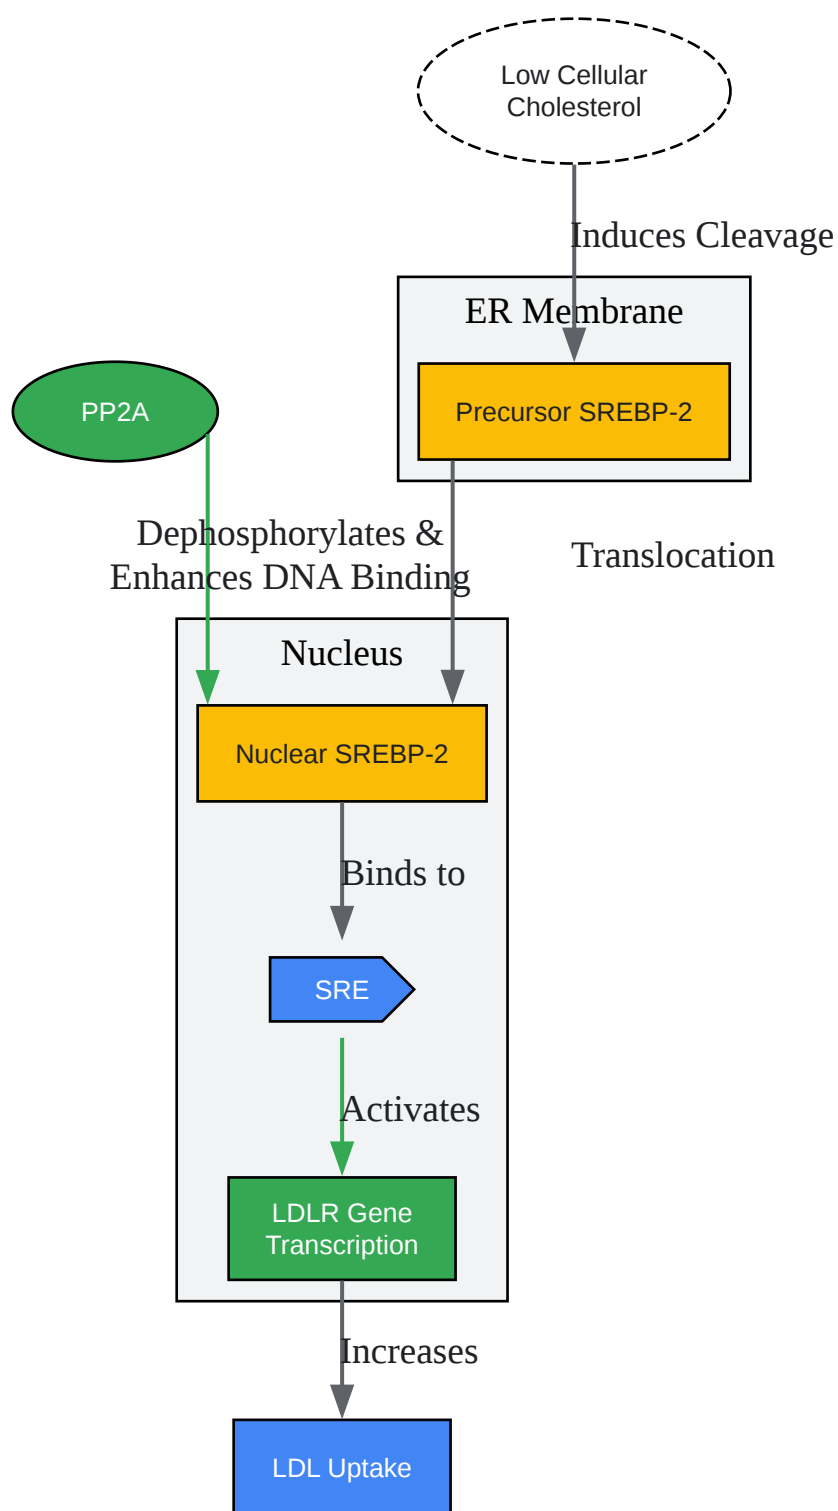 Low Cellular
Cholesterol
Induces Cleavage
ER Membrane
PP2A
Precursor SREBP-2
Dephosphorylates &
Enhances DNA Binding
Translocation
Nucleus
Nuclear SREBP-2
Binds to
SRE
Activates
LDLR Gene
Transcription
Increases
LDL Uptake